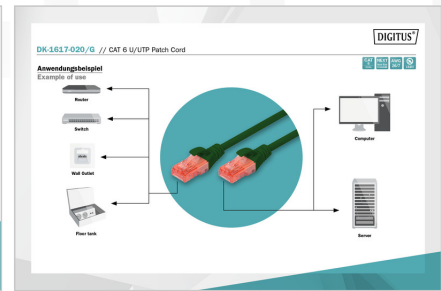 DIGITUS®
DK-1617-020/G // CAT 6 U/UTP Patch Cord
Anwendungsbeispiel
Example of use
Router
Switch
Wall Outlet
Floor tank
Computer
Server
CAT